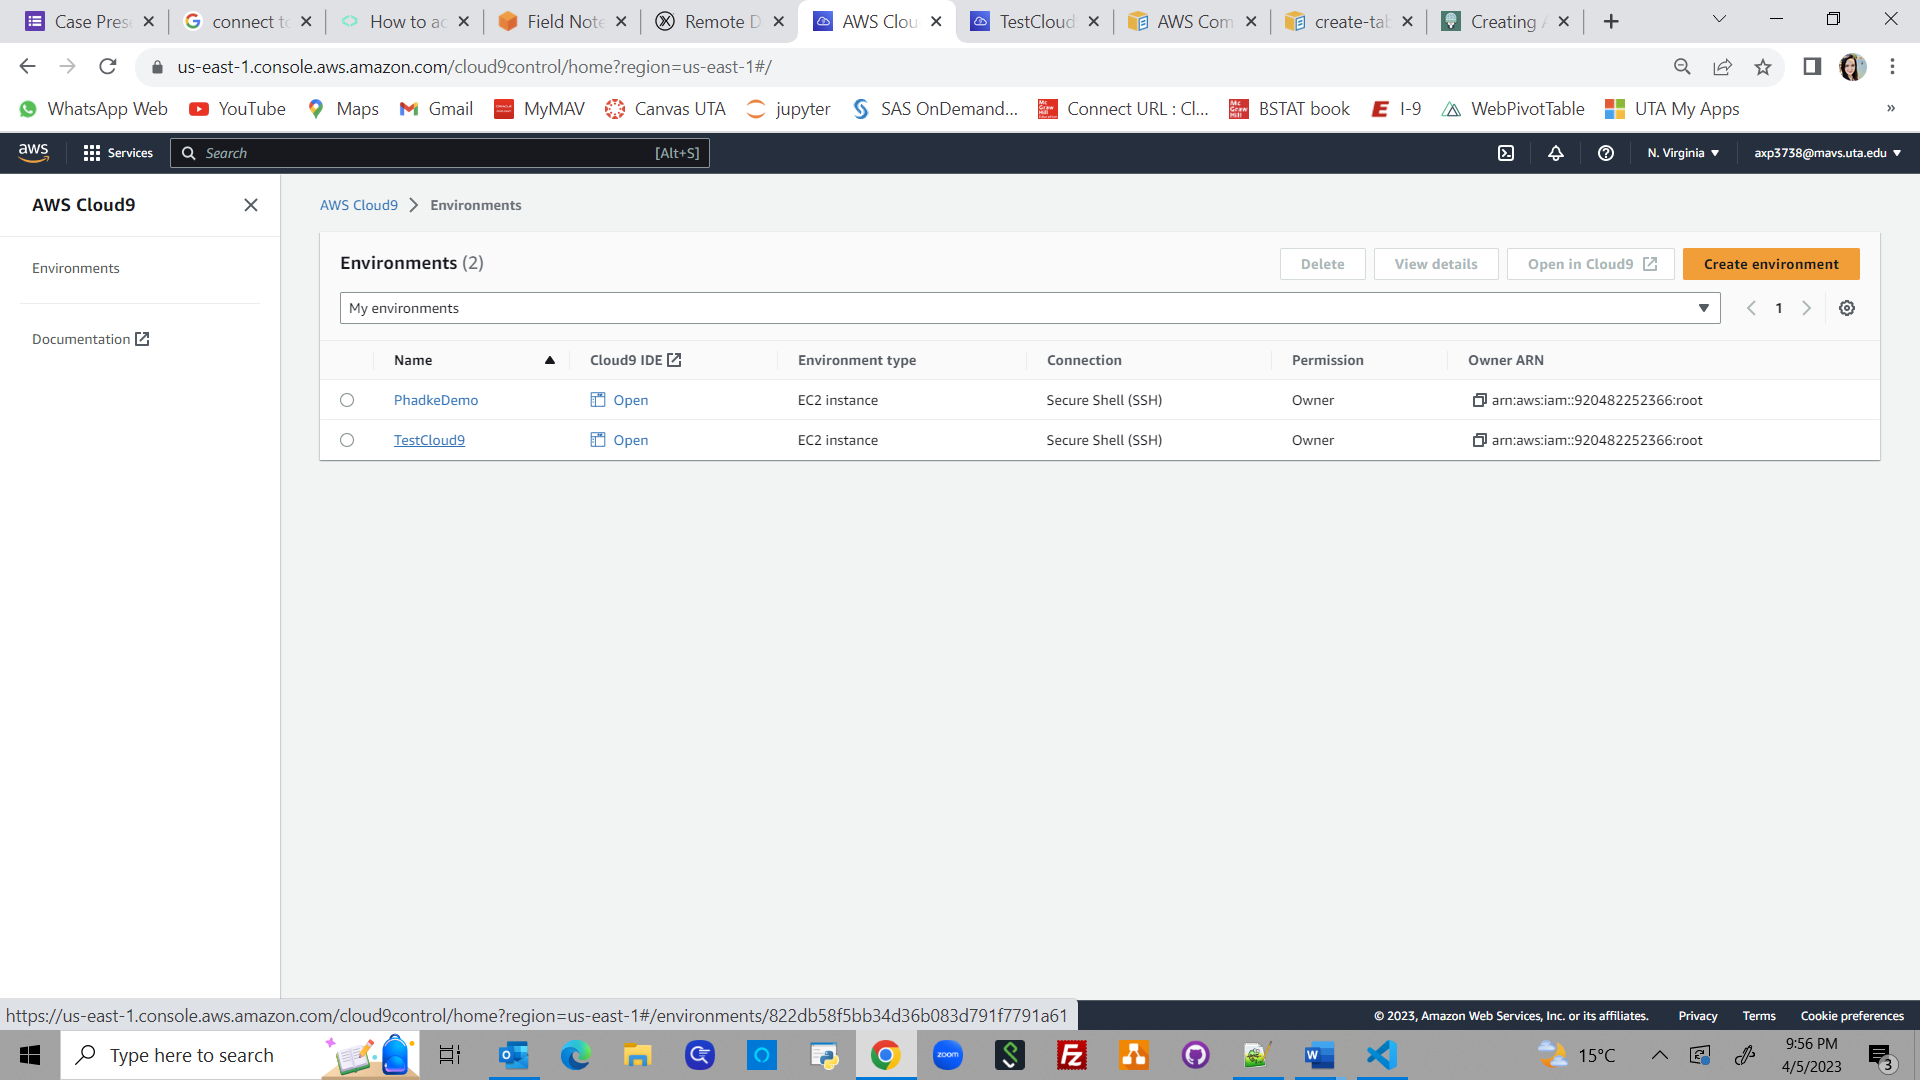 Case Prese
connect to
How to ac
Field Note
Remote D
AWS Clou
TestCloud
AWS Com
create-tab
Creating A
us-east-1.console.aws.amazon.com/cloud9control/home?region=us-east-1#/
WhatsApp Web
YouTube
Maps
Gmail
MyMAV
Canvas UTA
jupyter
SAS OnDemand...
Connect URL : Cl...
BSTAT book
I-9
WebPivotTable
UTA My Apps
»
aws
Services
Search
[Alt+S]
N. Virginia
axp3738@mavs.uta.edu
AWS Cloud9
Environments
Documentation
AWS Cloud9 > Environments
Environments (2)
Delete
View details
Open in Cloud9
Create environment
My environments
1
Name
Cloud9 IDE
Environment type
Connection
Permission
Owner ARN
PhadkeDemo
Open
EC2 instance
Secure Shell (SSH)
Owner
arn:aws:iam::920482252366:root
TestCloud9
Open
EC2 instance
Secure Shell (SSH)
Owner
arn:aws:iam::920482252366:root
https://us-east-1.console.aws.amazon.com/cloud9control/home?region=us-east-1#/environments/822db58f5bb34d36b083d791f7791a61
© 2023, Amazon Web Services, Inc. or its affiliates.
Privacy
Terms
Cookie preferences
Type here to search
zoom
15°C
9:56 PM
4/5/2023
3